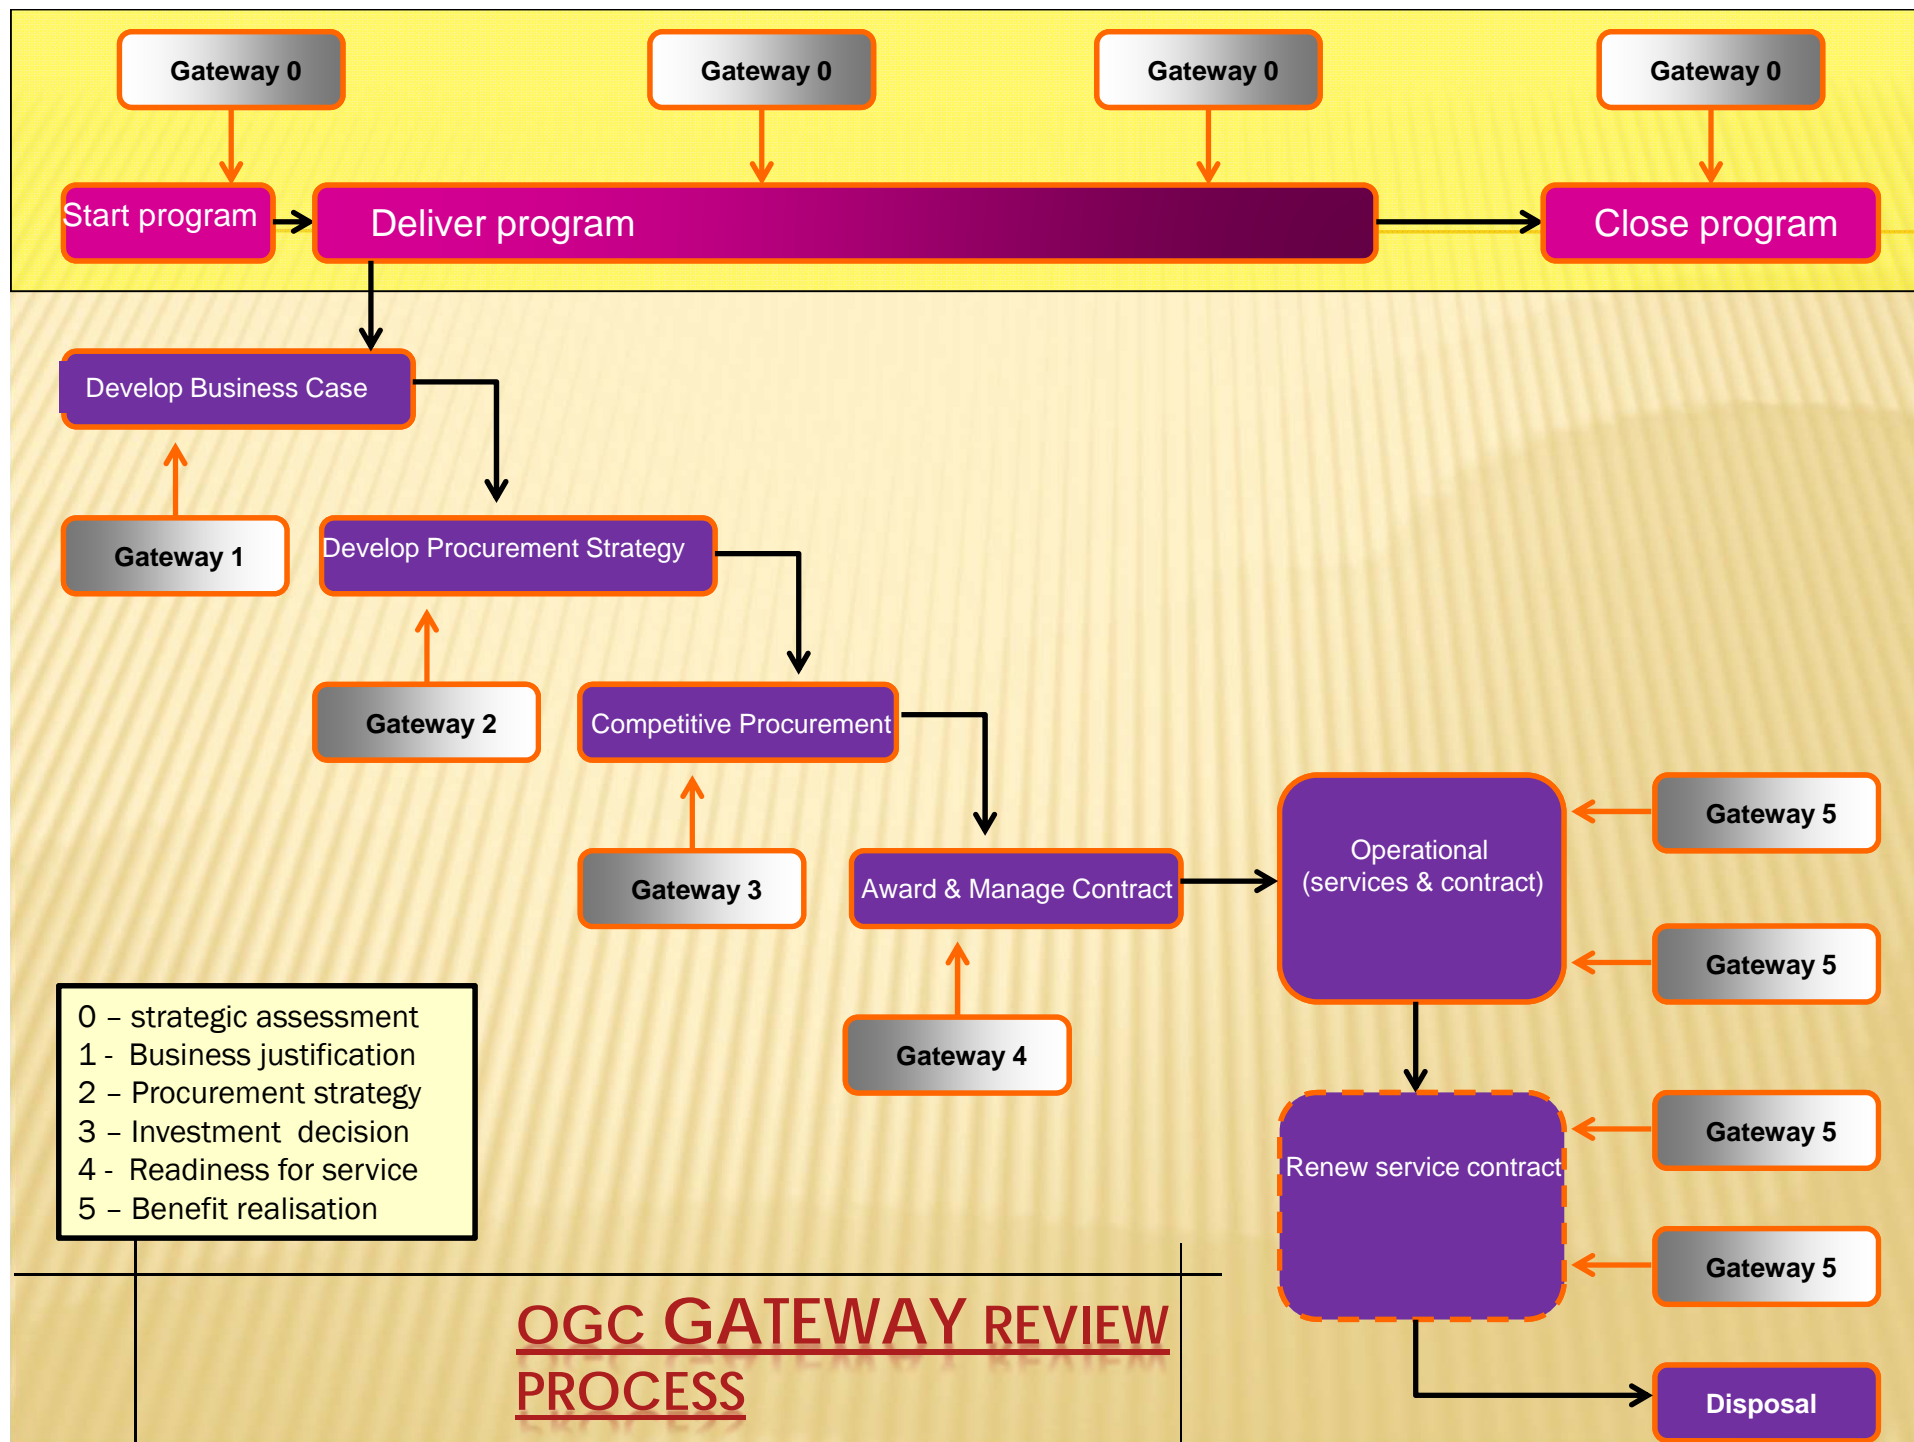 Gateway 0
Gateway 0
Gateway 0
Gateway 0
Start program
Deliver program
Close program
Develop Business Case
Gateway 1
Develop Procurement Strategy
Gateway 2
Competitive Procurement
Gateway 3
Award & Manage Contract
Gateway 4
Operational
(services & contract)
Gateway 5
Gateway 5
Renew service contract
Gateway 5
Gateway 5
Disposal
0 – strategic assessment
1 - Business justification
2 – Procurement strategy
3 – Investment decision
4 - Readiness for service
5 – Benefit realisation
OGC GATEWAY REVIEW
PROCESS